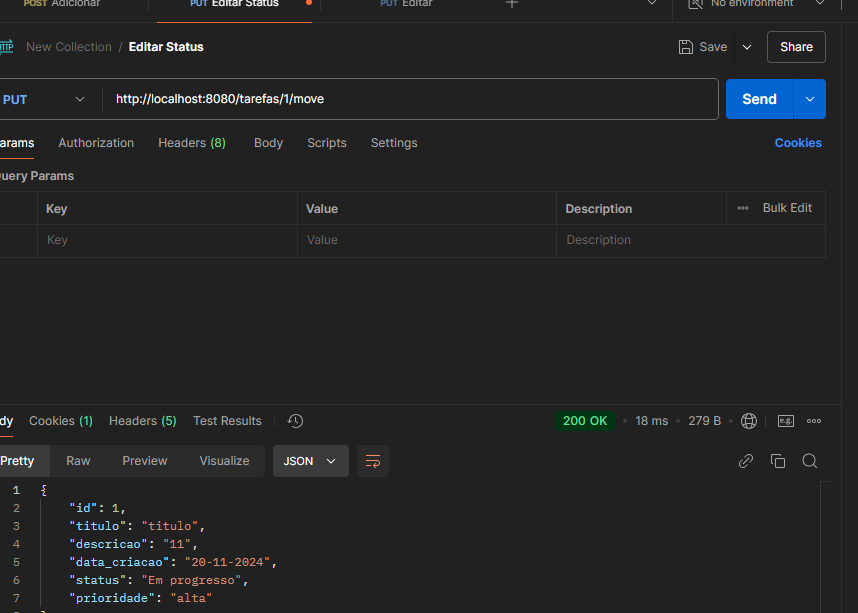 POST Adicionar PUT Editar Status PUT Editar + No environment
HTTP New Collection / Editar Status Save Share
PUT http://localhost:8080/tarefas/1/move Send
arams Authorization Headers (8) Body Scripts Settings Cookies
uery Params
Key Value Description ••• Bulk Edit
Key Value Description
dy Cookies (1) Headers (5) Test Results 200 OK • 18 ms • 279 B • e.g. •••
Pretty Raw Preview Visualize JSON
1 {
2 "id": 1,
3 "titulo": "titulo",
4 "descricao": "11",
5 "data_criacao": "20-11-2024",
6 "status": "Em progresso",
7 "prioridade": "alta"